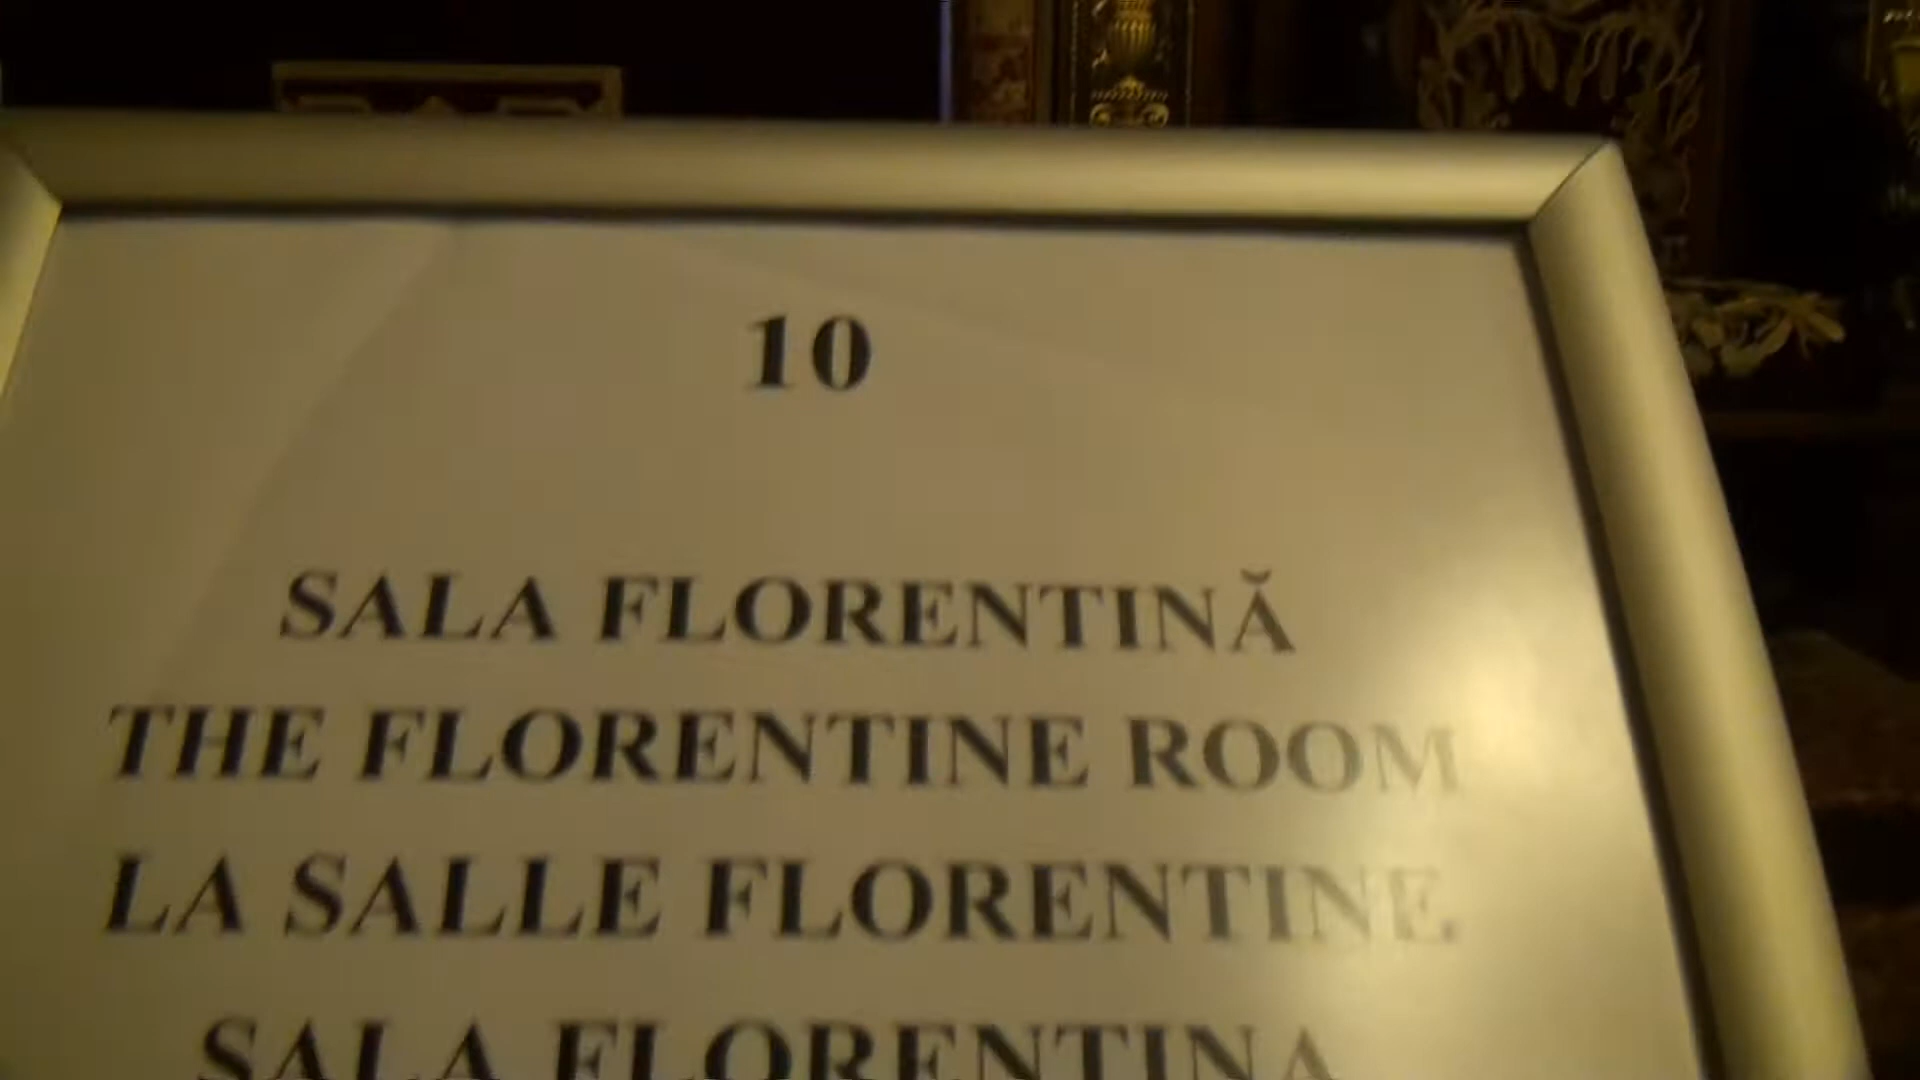 10
SALA FLORENTINĂ
THE FLORENTINE ROOM
LA SALLE FLORENTINE
SALA FLORENTINA